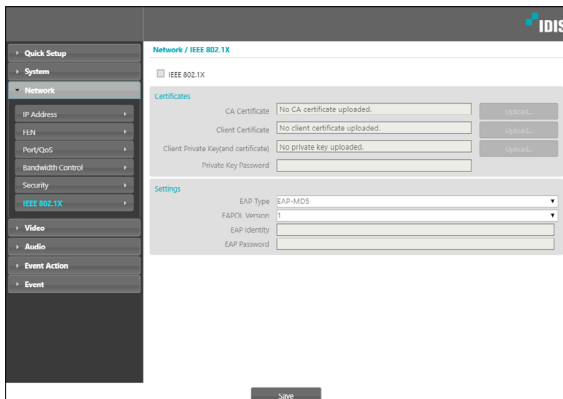 IDIS
Quick Setup
System
Network
IP Address
H:N
Port/QoS
Bandwidth Control
Security
IEEE 802.1X
Video
Audio
Event Action
Event
Network / IEEE 802.1X
IEEE 802.1X
Certificates
CA Certificate No CA certificate uploaded. Upload...
Client Certificate No client certificate uploaded. Upload...
Client Private Key(and certificate) No private key uploaded. Upload...
Private Key Password
Settings
EAP Type EAP-MD5
EAPOL Version 1
EAP Identity
EAP Password
Save